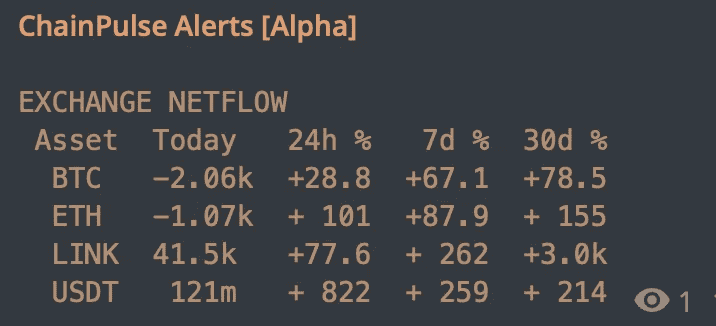 ChainPulse Alerts [Alpha]
EXCHANGE NETFLOW
Asset Today 24h % 7d % 30d %
BTC −2.06k +28.8 +67.1 +78.5
ETH −1.07k + 101 +87.9 + 155
LINK 41.5k +77.6 + 262 +3.0k
USDT 121m + 822 + 259 + 214
1